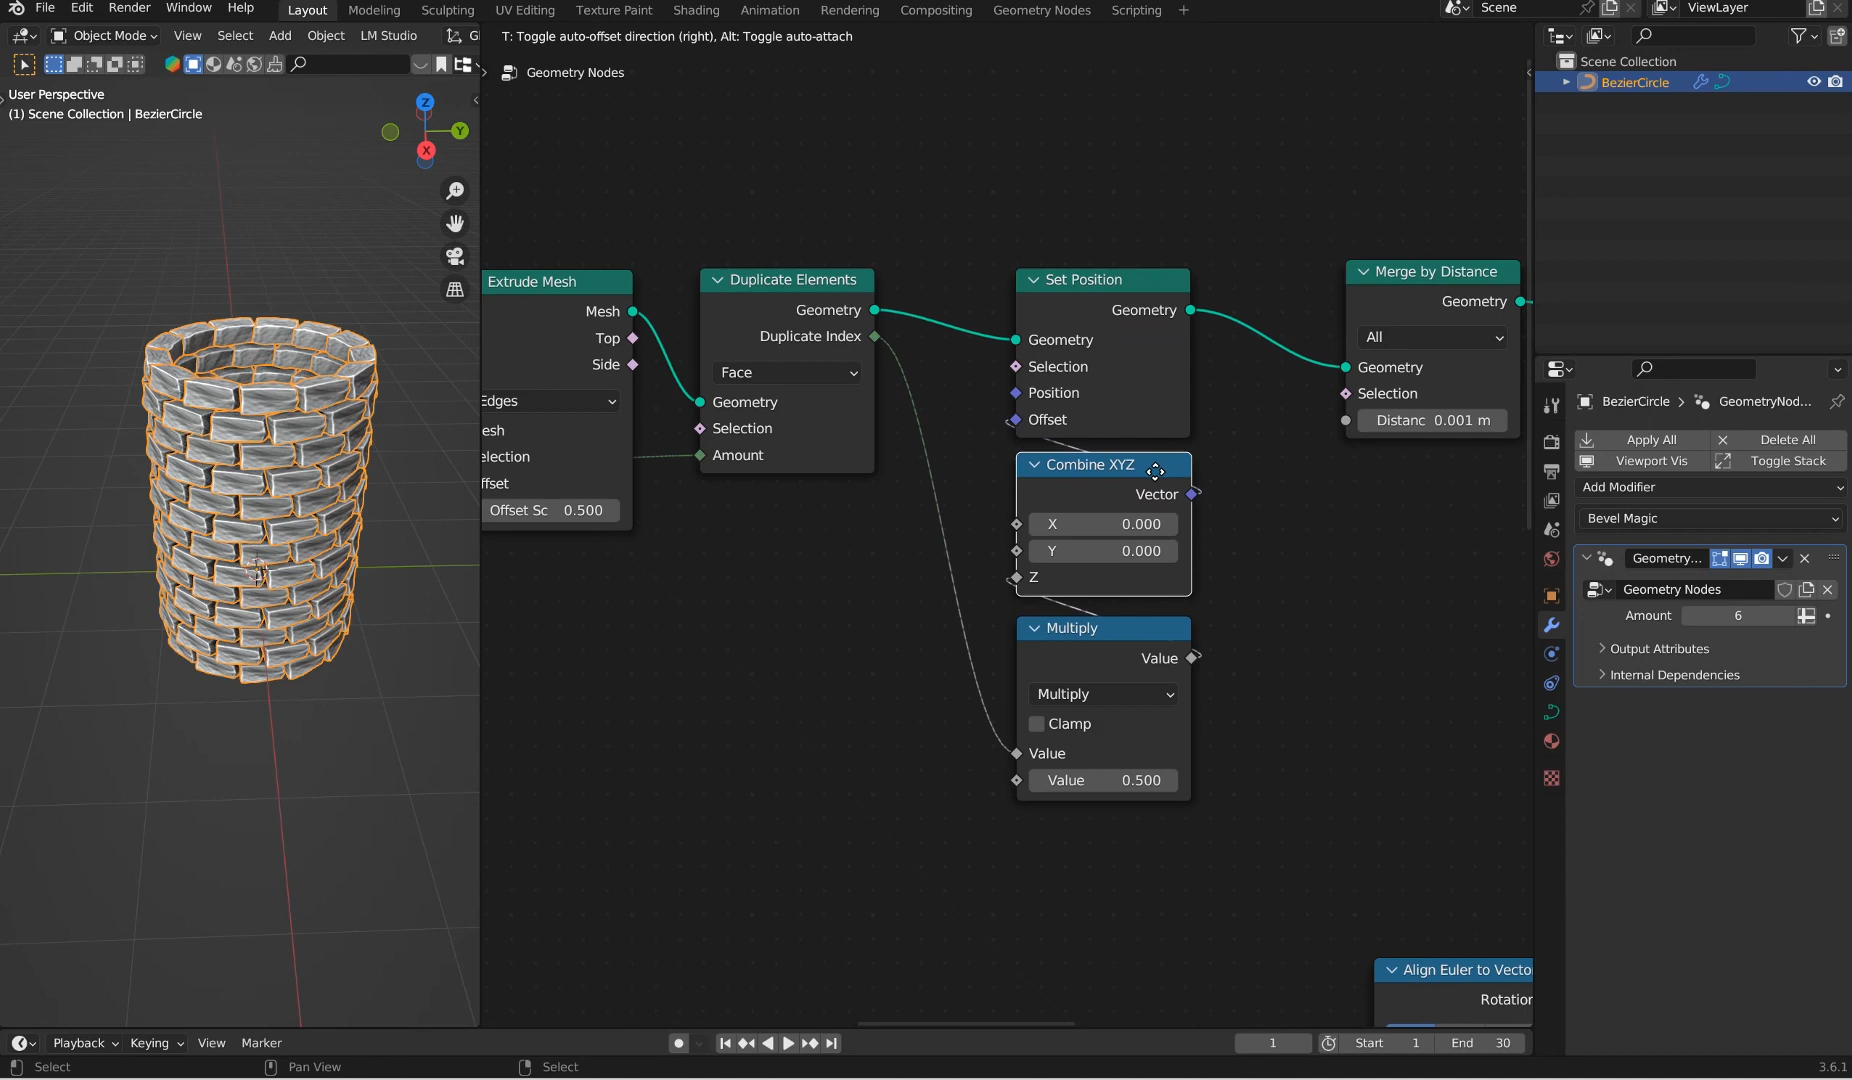 File Edit Render Window Help
Layout Modeling Sculpting UV Editing Texture Paint Shading Animation Rendering Compositing Geometry Nodes Scripting +
Scene ViewLayer
Object Mode View Select Add Object LM Studio
T: Toggle auto-offset direction (right), Alt: Toggle auto-attach
Geometry Nodes
User Perspective
(1) Scene Collection | BezierCircle
Z
Y
X
Scene Collection
BezierCircle
Extrude Mesh
Mesh
Top
Side
Edges
esh
election
ffset
Offset Sc 0.500
Duplicate Elements
Geometry
Duplicate Index
Face
Geometry
Selection
Amount
Set Position
Geometry
Geometry
Selection
Position
Offset
Combine XYZ
Vector
X 0.000
Y 0.000
Z
Multiply
Value
Multiply
Clamp
Value
Value 0.500
Merge by Distance
Geometry
All
Geometry
Selection
Distanc 0.001 m
Align Euler to Vecto
Rotation
BezierCircle > GeometryNod...
Apply All Delete All
Viewport Vis Toggle Stack
Add Modifier
Bevel Magic
Geometry...
Geometry Nodes
Amount 6
Output Attributes
Internal Dependencies
Playback Keying View Marker
1 Start 1 End 30
Select Pan View Select
3.6.1